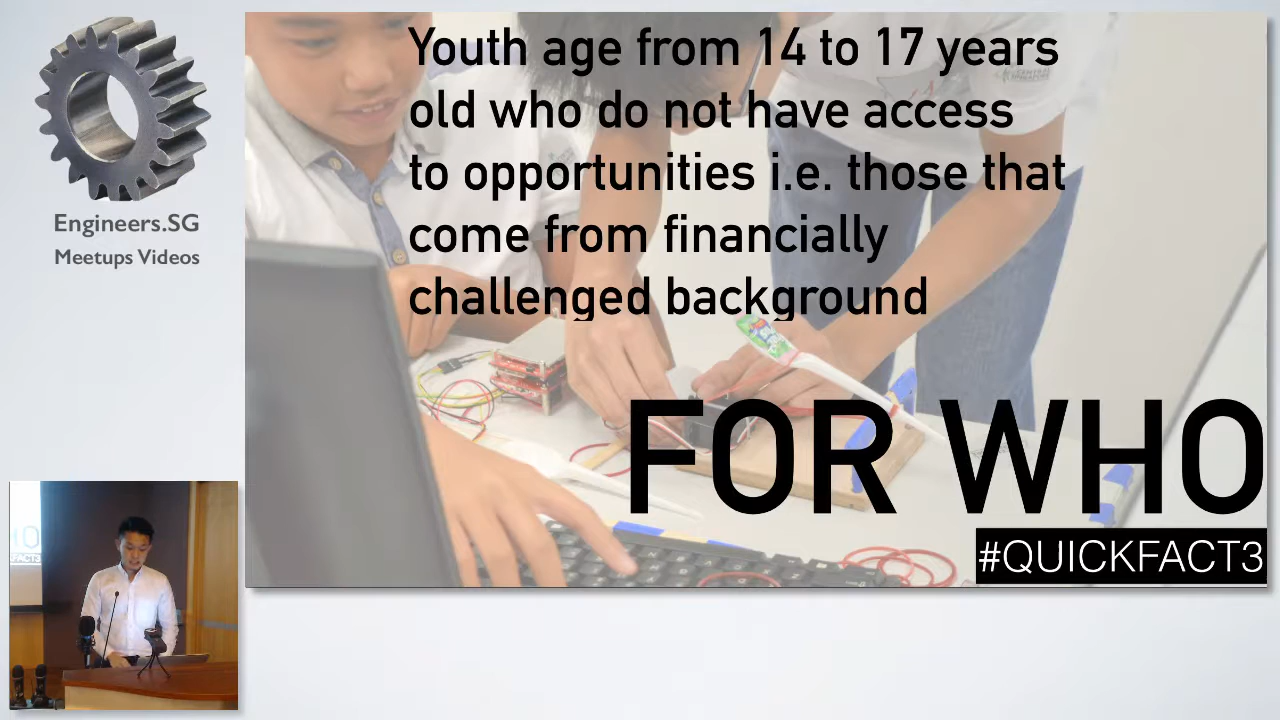 Engineers.SG
Meetups Videos
Youth age from 14 to 17 years
old who do not have access
to opportunities i.e. those that
come from financially
challenged background
FOR WHO
#QUICKFACT3